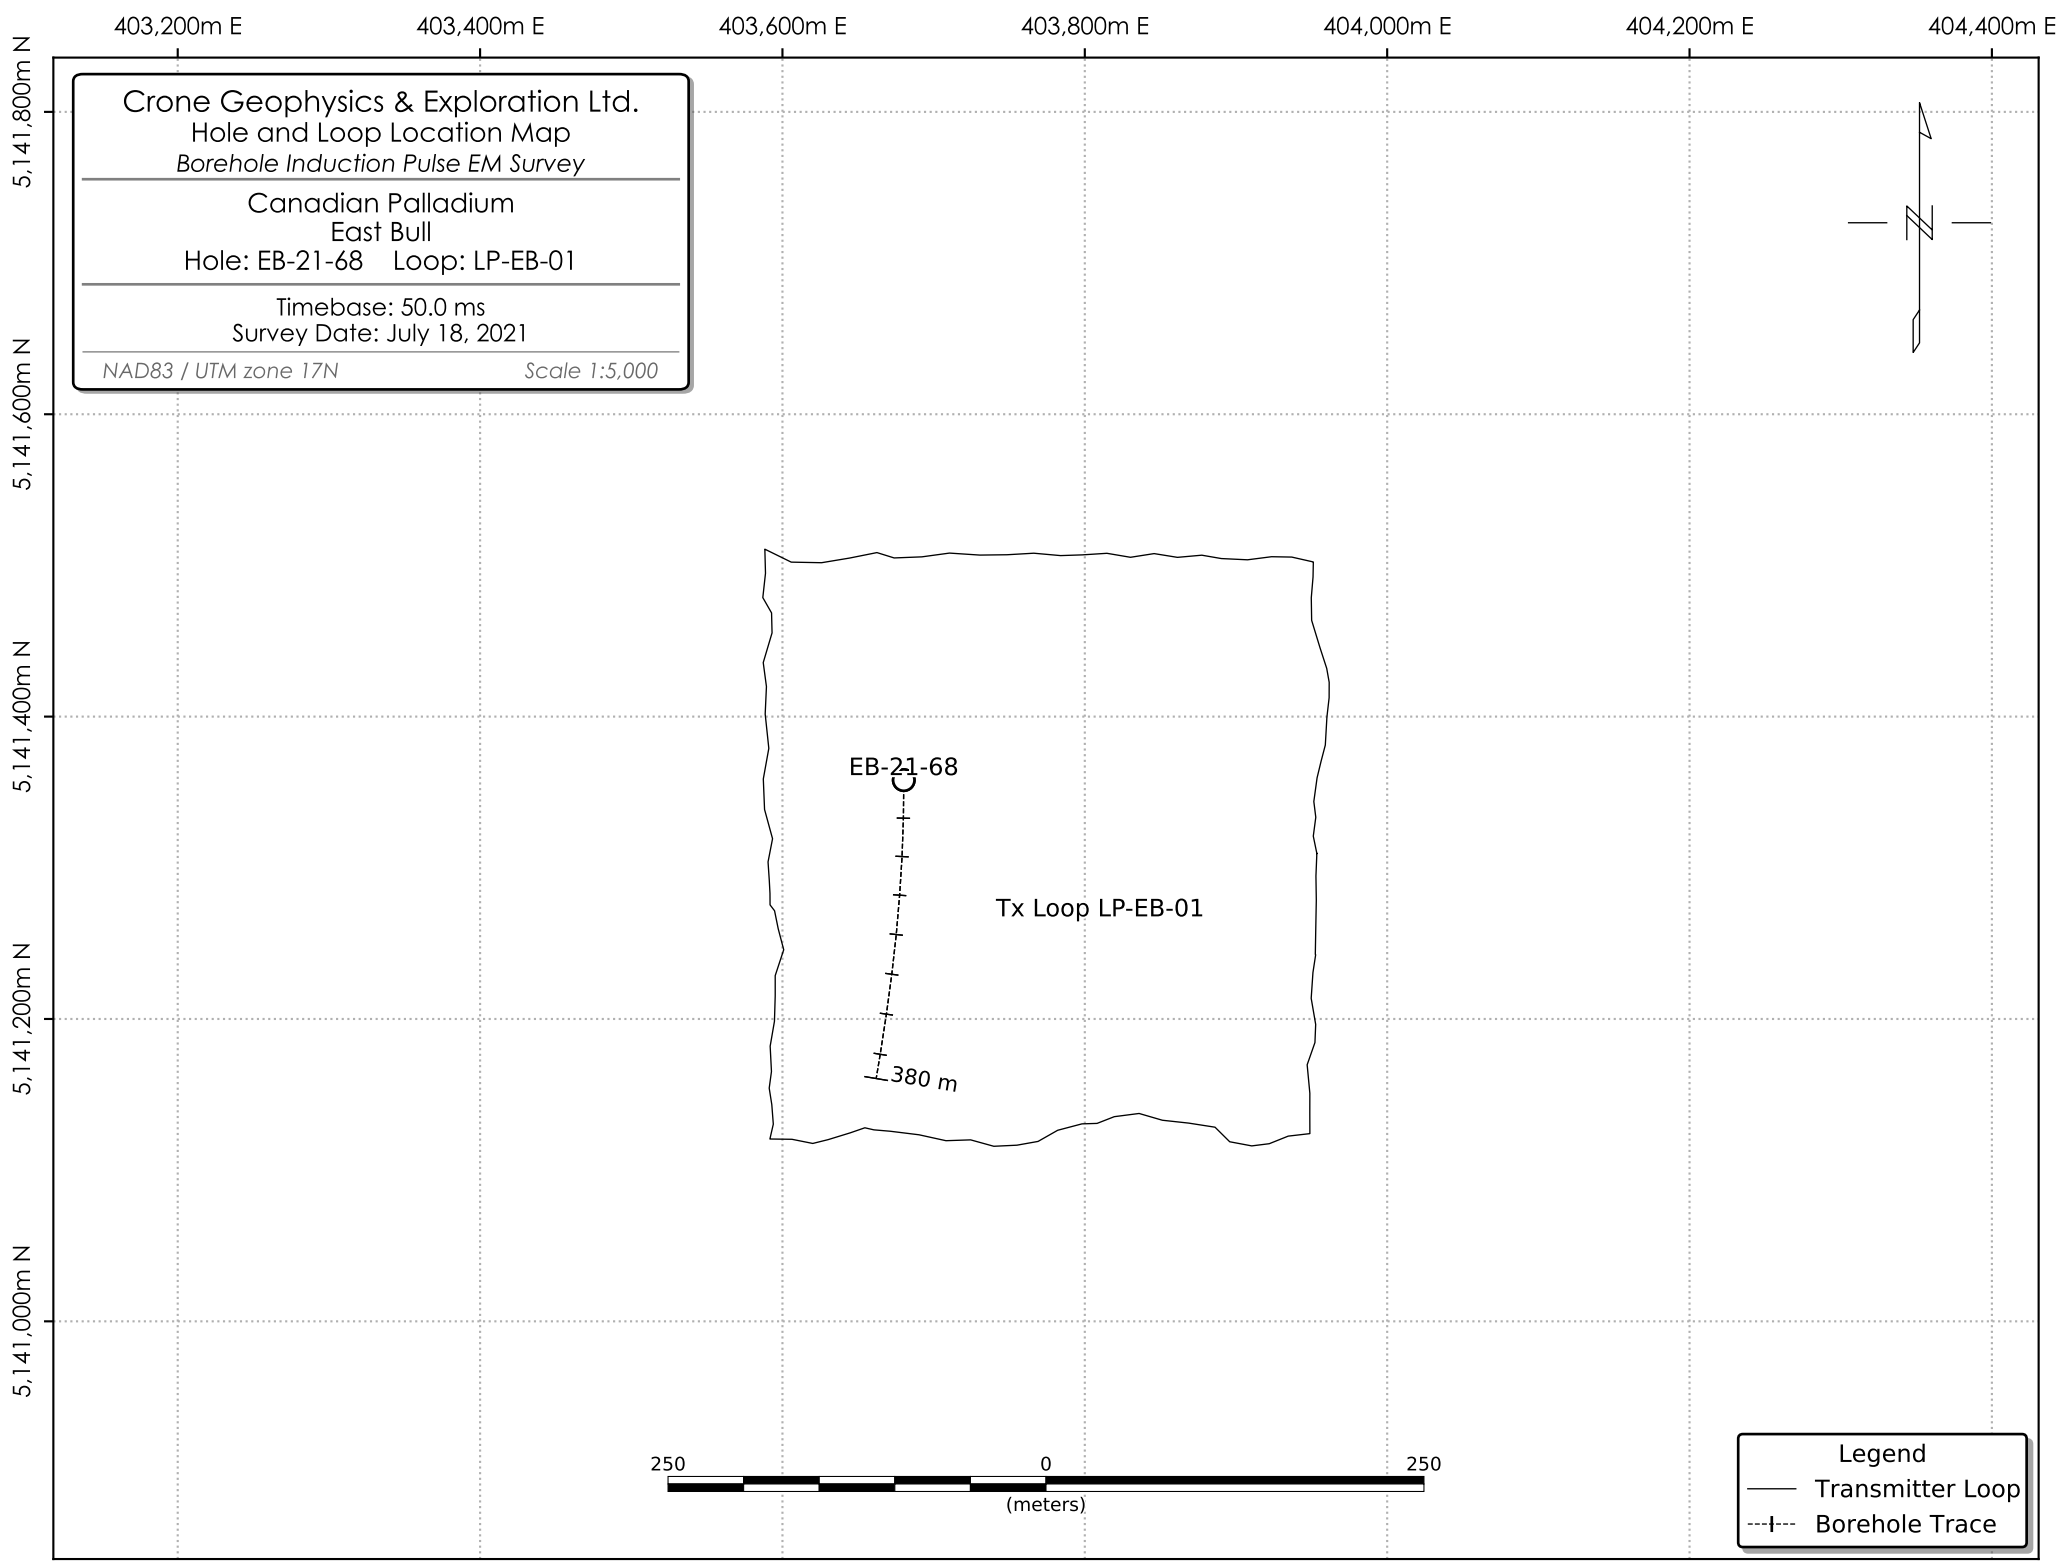 403,200m E 403,400m E 403,600m E 403,800m E 404,000m E 404,200m E 404,400m E
5,141,800m N
5,141,600m N
5,141,400m N
5,141,200m N
5,141,000m N
Crone Geophysics & Exploration Ltd.
Hole and Loop Location Map
Borehole Induction Pulse EM Survey
Canadian Palladium
East Bull
Hole: EB-21-68 Loop: LP-EB-01
Timebase: 50.0 ms
Survey Date: July 18, 2021
NAD83 / UTM zone 17N Scale 1:5,000
N
EB-21-68
Tx Loop LP-EB-01
380 m
250 0 250
(meters)
Legend
Transmitter Loop
Borehole Trace